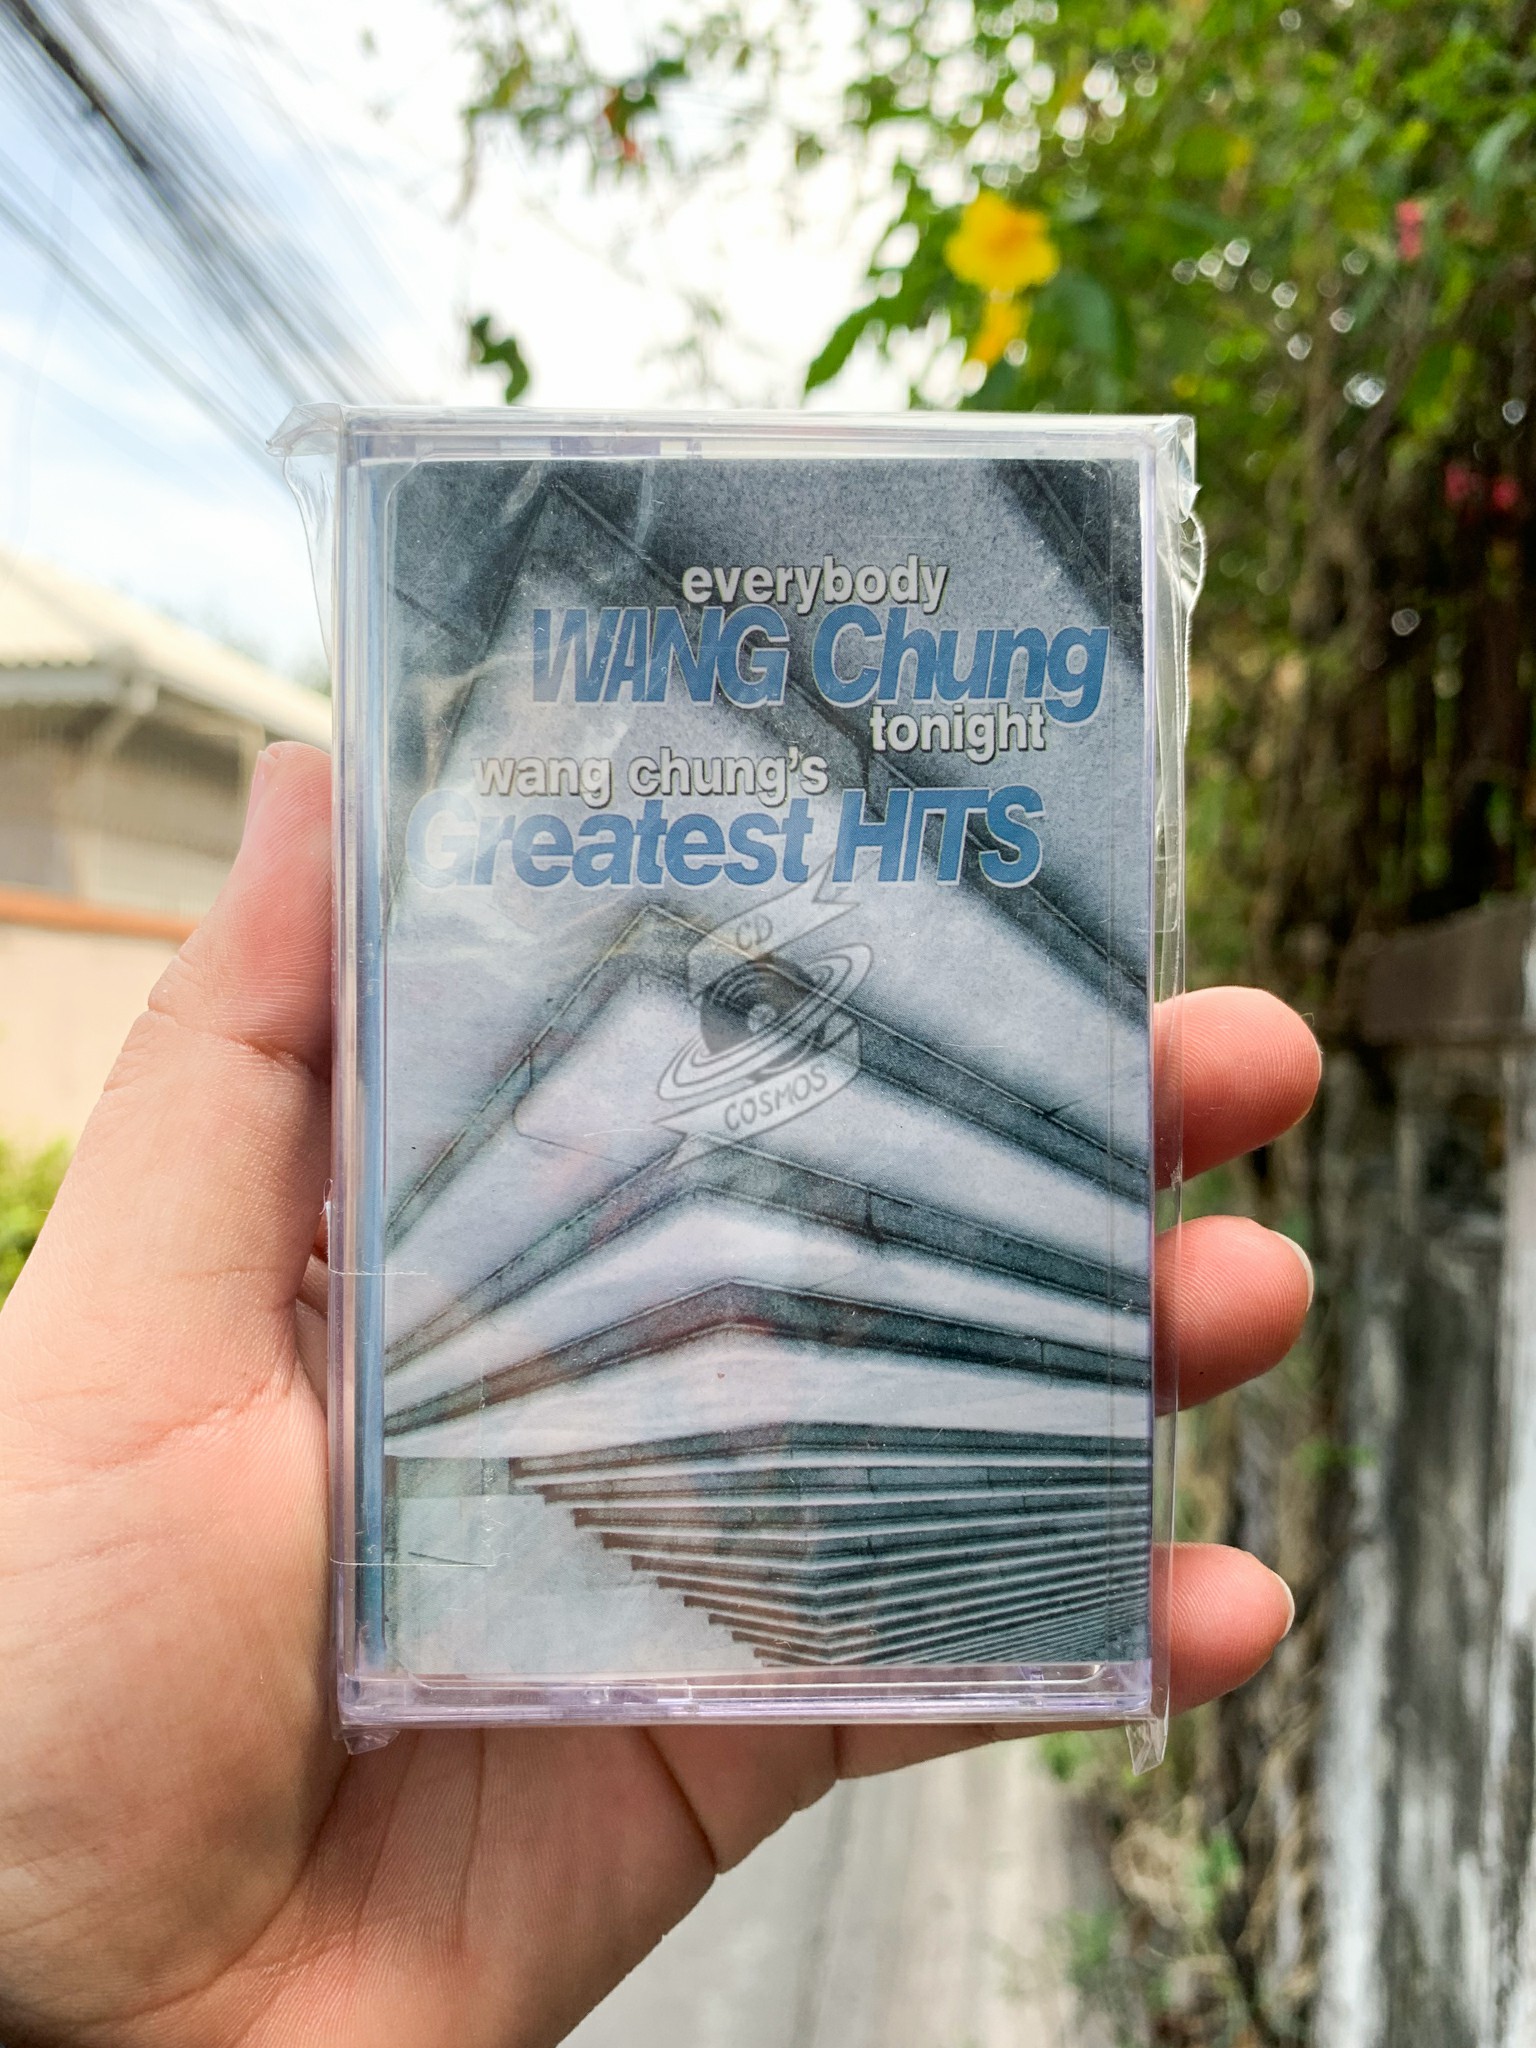 everybody
WANG Chung
tonight
wang chung's
Greatest HITS
CD
COSMOS